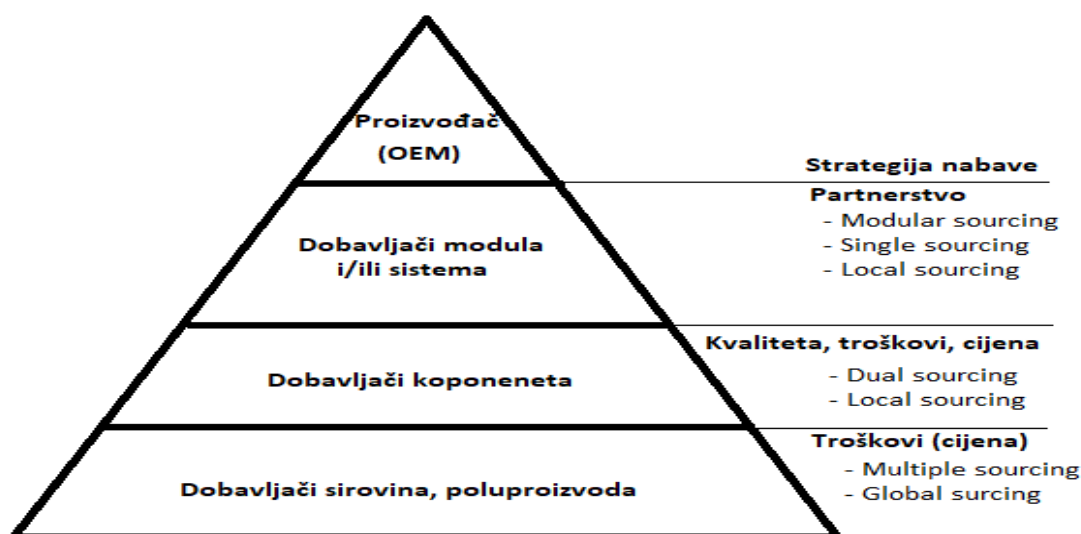 Proizvođač
(OEM)
Strategija nabave
Partnerstvo
- Modular sourcing
- Single sourcing
- Local sourcing
Dobavljači modula
i/ili sistema
Kvaliteta, troškovi, cijena
- Dual sourcing
- Local sourcing
Dobavljači koponeneta
Troškovi (cijena)
- Multiple sourcing
- Global surcing
Dobavljači sirovina, poluproizvoda